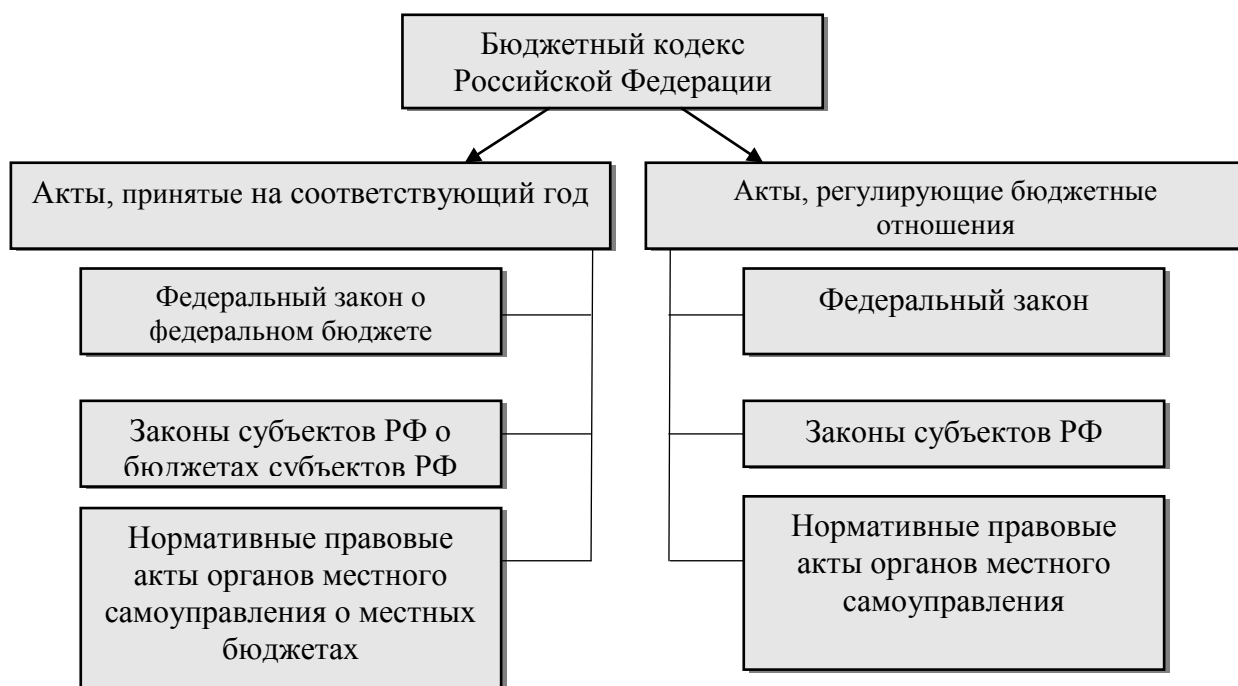 Бюджетный кодекс
Российской Федерации
Акты, принятые на соответствующий год
Акты, регулирующие бюджетные
отношения
Федеральный закон о
федеральном бюджете
Федеральный закон
Законы субъектов РФ о
бюджетах субъектов РФ
Законы субъектов РФ
Нормативные правовые
акты органов местного
самоуправления о местных
бюджетах
Нормативные правовые
акты органов местного
самоуправления